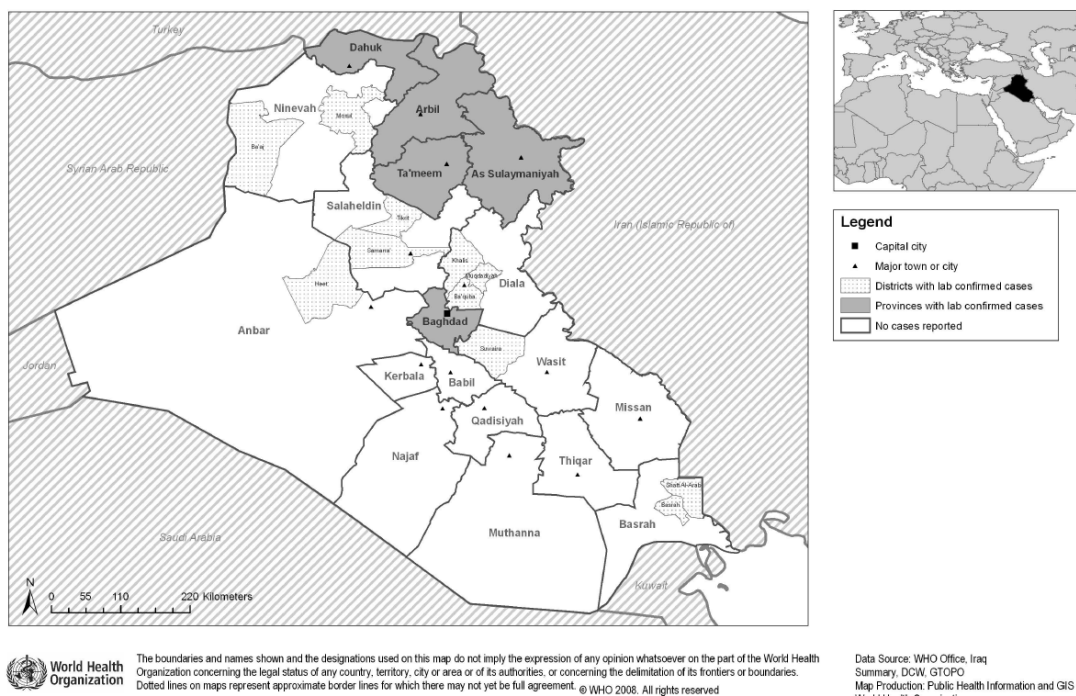 Turkey
Dahuk
Ninevah
Mosul
Arbil
Ba'aj
Syrian Arab Republic
Ta'meem
As Sulaymaniyah
Salaheldin
Tikrit
Iran (Islamic Republic of)
Samarra'
Khalis
Muqdadiyah
Heet
Ba'quba
Diala
Baghdad
Anbar
Suwaira
Wasit
Jordan
Kerbala
Babil
Missan
Qadisiyah
Najaf
Thiqar
Shatt Al-Arab
Basrah
Basrah
Muthanna
Saudi Arabia
Kuwait
N
0 55 110 220 Kilometers
Legend
Capital city
Major town or city
Districts with lab confirmed cases
Provinces with lab confirmed cases
No cases reported
World Health
Organization
The boundaries and names shown and the designations used on this map do not imply the expression of any opinion whatsoever on the part of the World Health
Organization concerning the legal status of any country, territory, city or area or of its authorities, or concerning the delimitation of its frontiers or boundaries.
Dotted lines on maps represent approximate border lines for which there may not yet be full agreement. © WHO 2008. All rights reserved
Data Source: WHO Office, Iraq
Summary, DCW, GTOPO
Map Production: Public Health Information and GIS